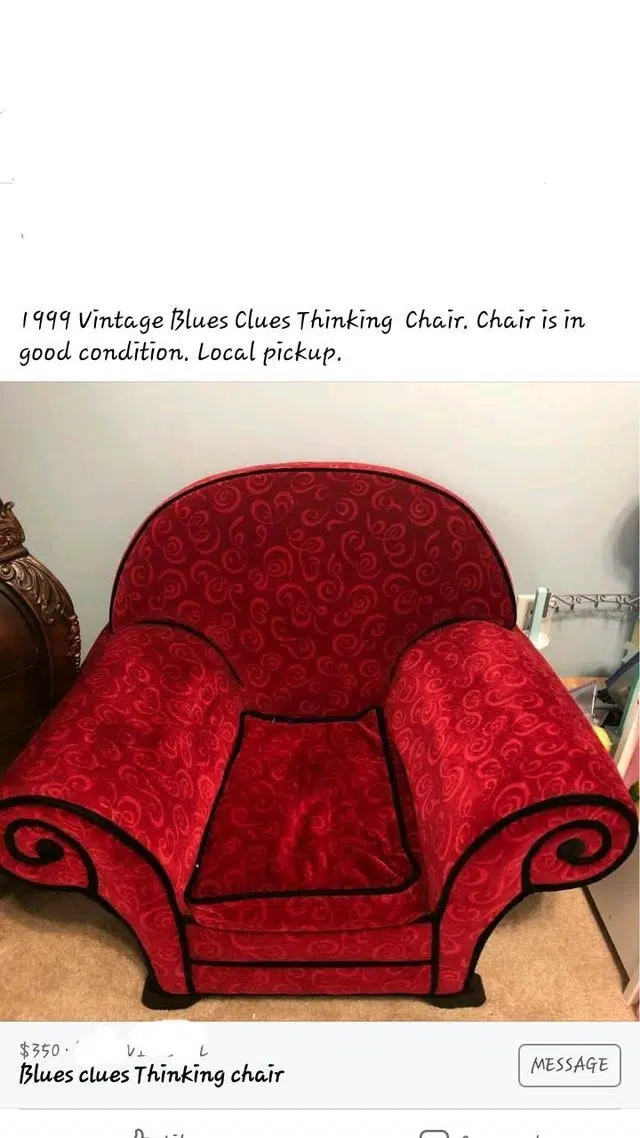 1999 Vintage Blues Clues Thinking Chair. Chair is in
good condition. Local pickup.
$350 ·
Blues clues Thinking chair
MESSAGE